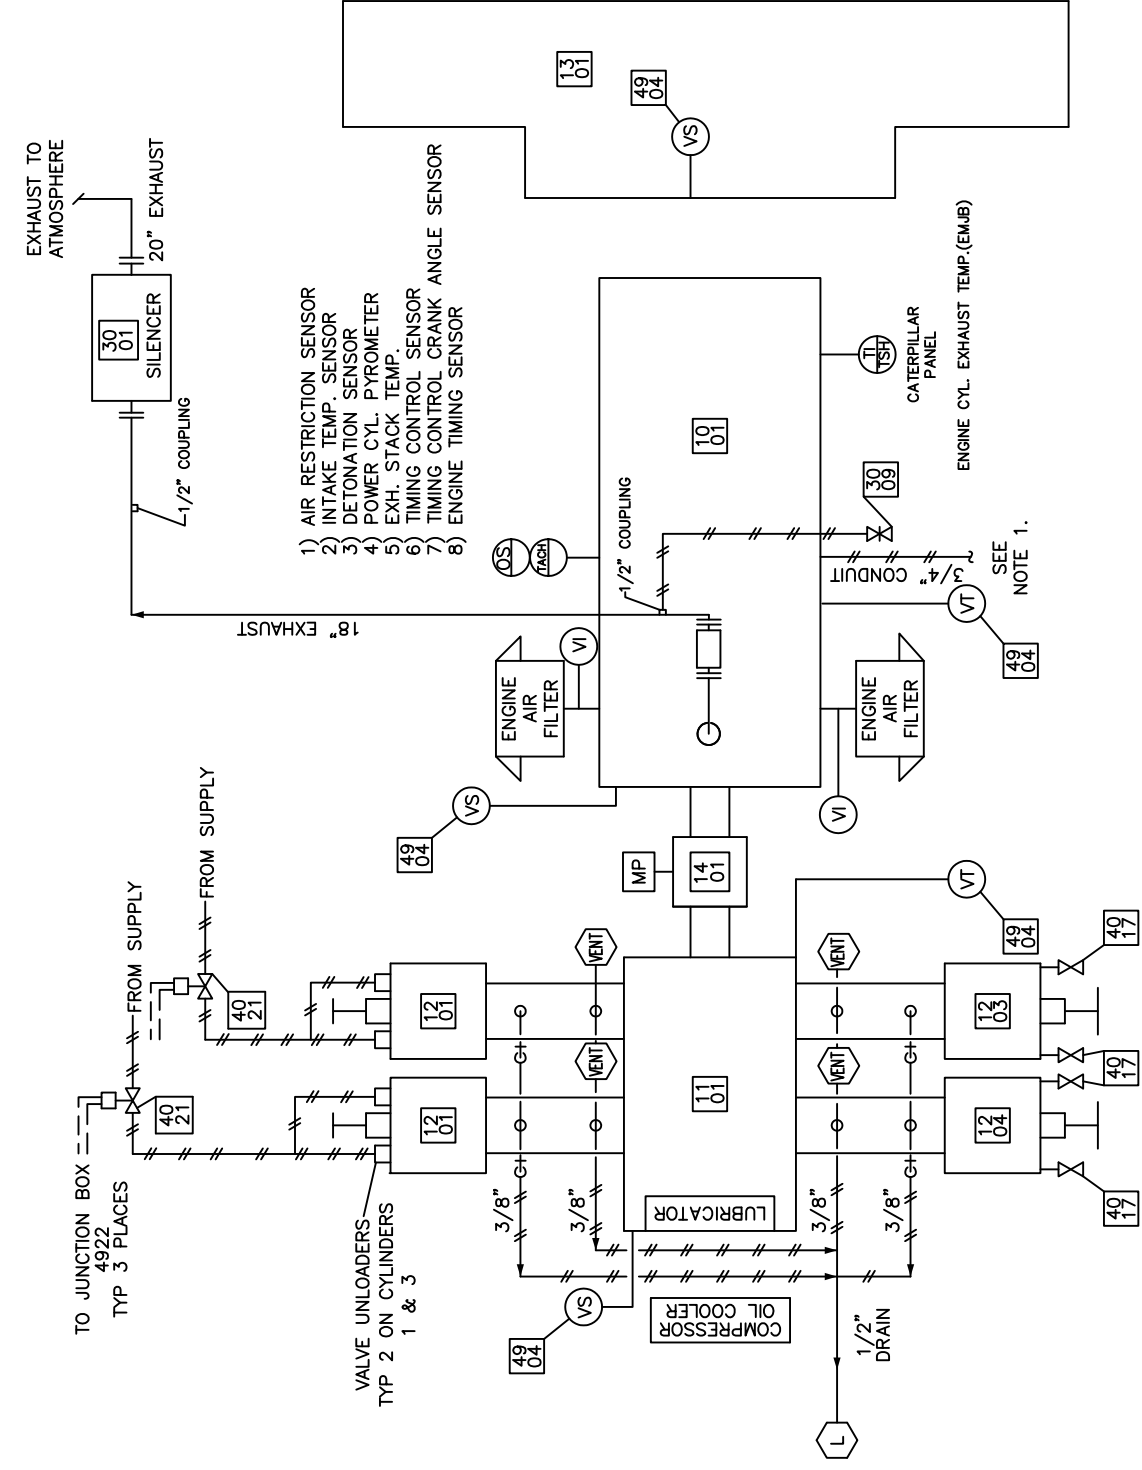 EXHAUST TO
ATMOSPHERE
20" EXHAUST
30
01
SILENCER
1/2" COUPLING
18" EXHAUST
1) AIR RESTRICTION SENSOR
2) INTAKE TEMP. SENSOR
3) DETONATION SENSOR
4) POWER CYL. PYROMETER
5) EXH. STACK TEMP.
6) TIMING CONTROL SENSOR
7) TIMING CONTROL CRANK ANGLE SENSOR
8) ENGINE TIMING SENSOR
13
01
49
04
VS
OS
TACH
1/2" COUPLING
10
01
TI
TSH
CATERPILLAR
PANEL
ENGINE CYL. EXHAUST TEMP.(EMJB)
30
09
3/4" CONDUIT
SEE
NOTE 1.
VT
49
04
VI
ENGINE
AIR
FILTER
ENGINE
AIR
FILTER
VI
VS
49
04
MP
14
01
VT
49
04
FROM SUPPLY
FROM SUPPLY
40
21
40
21
TO JUNCTION BOX
4922
TYP 3 PLACES
VALVE UNLOADERS
TYP 2 ON CYLINDERS
1 & 3
12
01
12
01
VENT
VENT
VENT
VENT
11
01
12
03
12
04
40
17
40
17
40
17
3/8"
3/8"
3/8"
3/8"
LUBRICATOR
COMPRESSOR
OIL COOLER
VS
49
04
1/2"
DRAIN
L